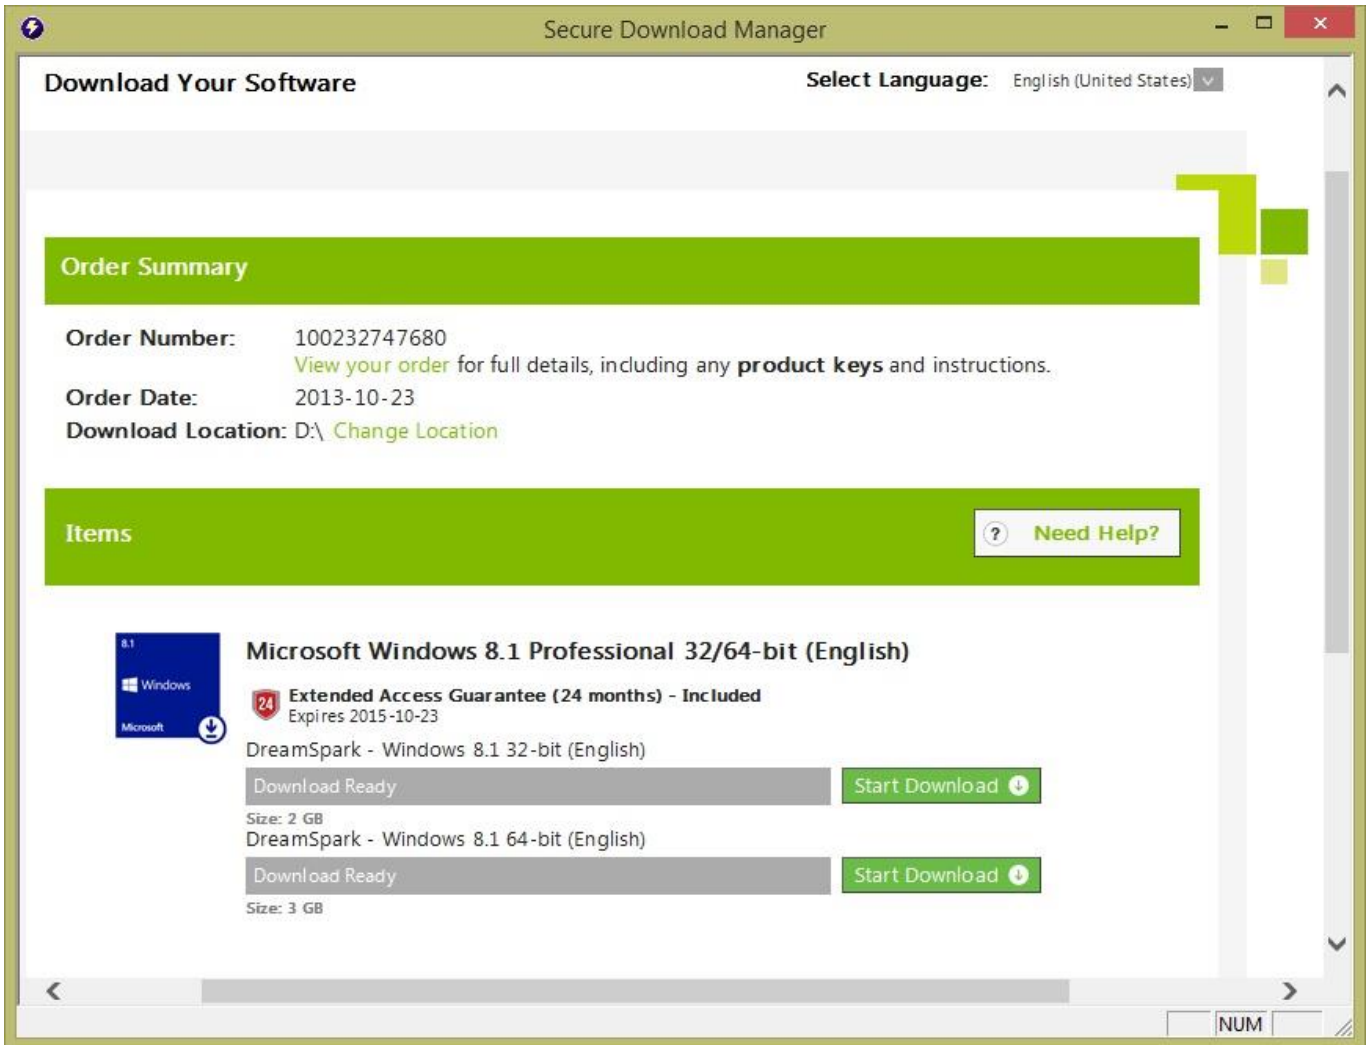 Secure Download Manager
Download Your Software
Select Language: English (United States)
Order Summary
Order Number: 100232747680
View your order for full details, including any product keys and instructions.
Order Date: 2013-10-23
Download Location: D:\ Change Location
Items
? Need Help?
8.1
Windows
Microsoft
Microsoft Windows 8.1 Professional 32/64-bit (English)
24 Extended Access Guarantee (24 months) - Included
Expires 2015-10-23
DreamSpark - Windows 8.1 32-bit (English)
Download Ready Start Download
Size: 2 GB
DreamSpark - Windows 8.1 64-bit (English)
Download Ready Start Download
Size: 3 GB
NUM